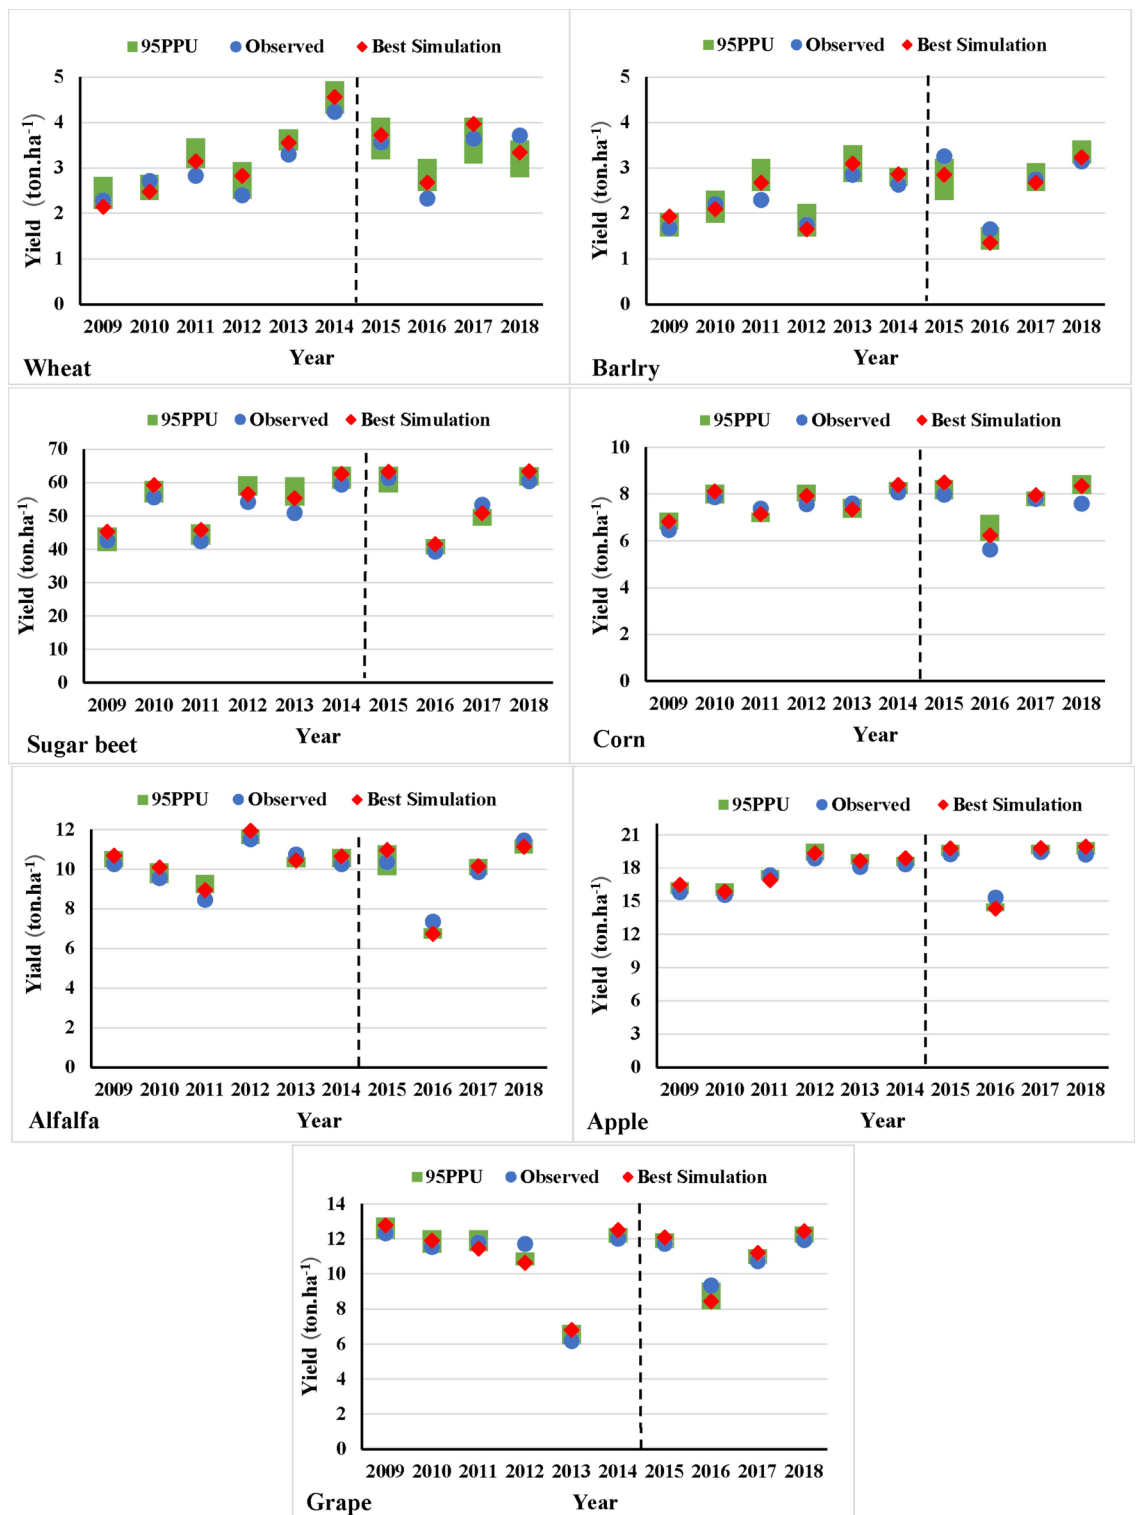 95PPU Observed Best Simulation
Yield (ton.ha⁻¹)
5
4
3
2
1
0
2009 2010 2011 2012 2013 2014 2015 2016 2017 2018
Year
Wheat
95PPU Observed Best Simulation
Yield (ton.ha⁻¹)
5
4
3
2
1
0
2009 2010 2011 2012 2013 2014 2015 2016 2017 2018
Year
Barlry
95PPU Observed Best Simulation
Yield (ton.ha⁻¹)
70
60
50
40
30
20
10
0
2009 2010 2011 2012 2013 2014 2015 2016 2017 2018
Year
Sugar beet
95PPU Observed Best Simulation
Yield (ton.ha⁻¹)
10
8
6
4
2
0
2009 2010 2011 2012 2013 2014 2015 2016 2017 2018
Year
Corn
95PPU Observed Best Simulation
Yiald (ton.ha⁻¹)
12
10
8
6
4
2
0
2009 2010 2011 2012 2013 2014 2015 2016 2017 2018
Year
Alfalfa
95PPU Observed Best Simulation
Yield (ton.ha⁻¹)
21
18
15
12
9
6
3
0
2009 2010 2011 2012 2013 2014 2015 2016 2017 2018
Year
Apple
95PPU Observed Best Simulation
Yield (ton.ha⁻¹)
14
12
10
8
6
4
2
0
2009 2010 2011 2012 2013 2014 2015 2016 2017 2018
Year
Grape